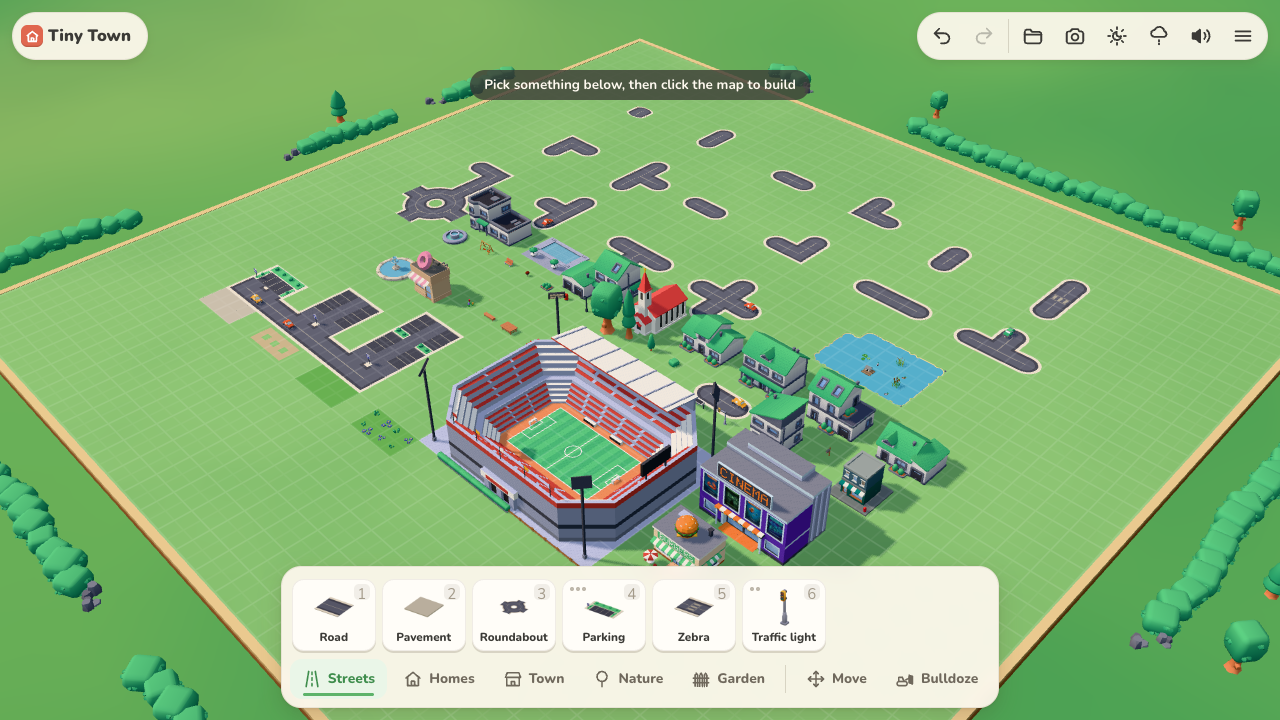 Tiny Town
Pick something below, then click the map to build
CINEMA
1
2
3
4
5
6
Road
Pavement
Roundabout
Parking
Zebra
Traffic light
Streets
Homes
Town
Nature
Garden
Move
Bulldoze